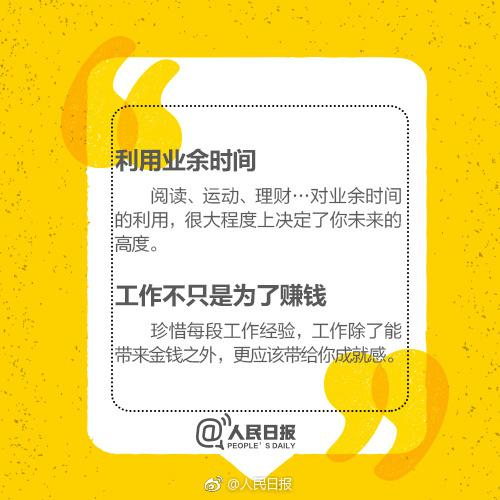 利用业余时间
阅读、运动、理财…对业余时间
的利用，很大程度上决定了你未来的
高度。
工作不只是为了赚钱
珍惜每段工作经验，工作除了能
带来金钱之外，更应该带给你成就感。
@人民日报
PEOPLE'S DAILY
@人民日报